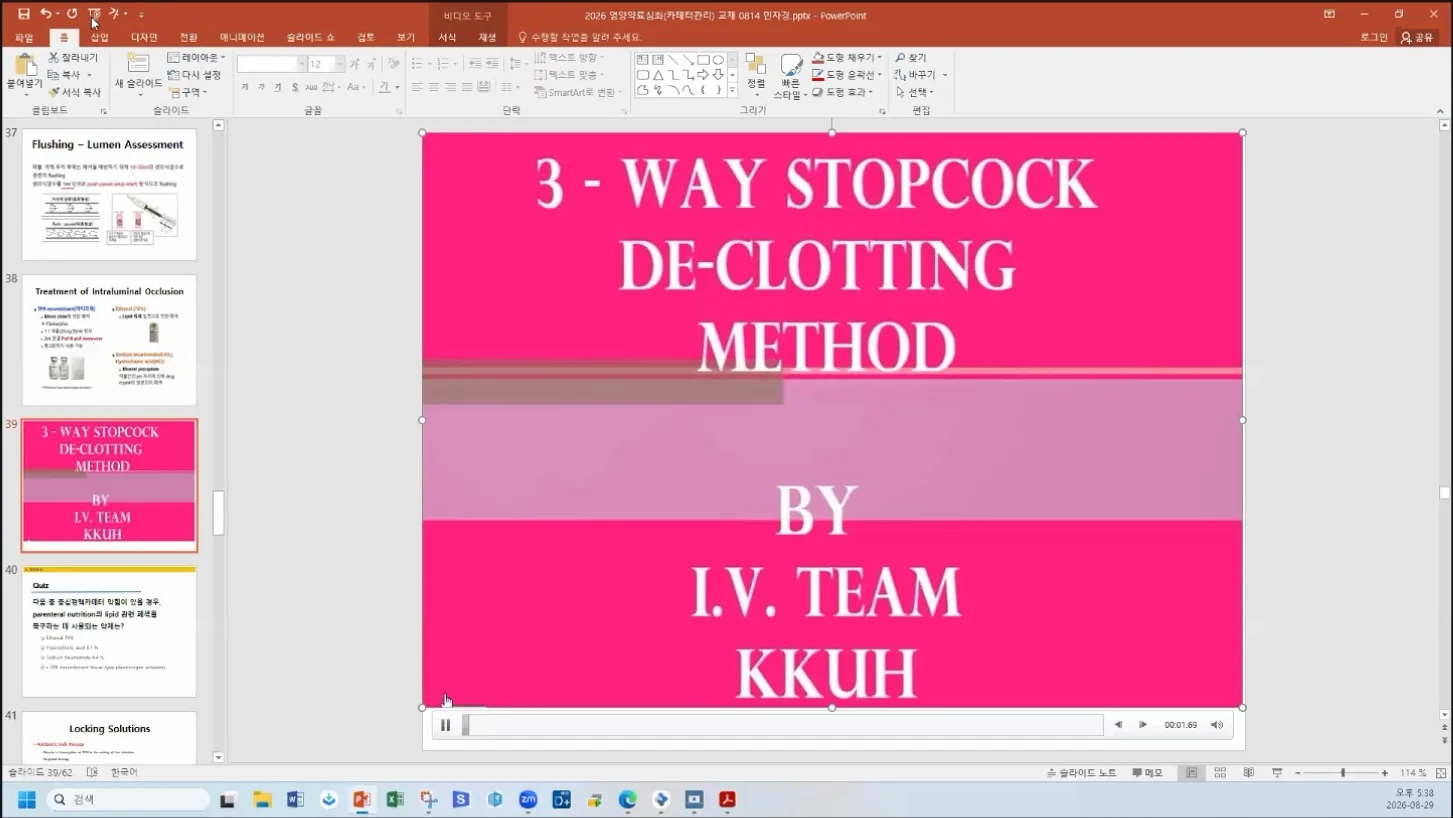 비디오 도구
2026 영양약료심화(카테터관리) 교재 0814 민자경.pptx - PowerPoint
파일 홈 삽입 디자인 전환 애니메이션 슬라이드 쇼 검토 보기 서식 재생 수행할 작업을 알려 주세요.
로그인 공유
붙여넣기
잘라내기
복사
서식 복사
클립보드
새 슬라이드
레이아웃
다시 설정
구역
슬라이드
12
글꼴
텍스트 방향
텍스트 맞춤
SmartArt로 변환
단락
정렬
빠른
스타일
도형 채우기
도형 윤곽선
도형 효과
그리기
찾기
바꾸기
선택
편집
37
Flushing – Lumen Assessment
38
Treatment of Intraluminal Occlusion
39
3 - WAY STOPCOCK
DE-CLOTTING
METHOD
BY
I.V. TEAM
KKUH
40
Quiz
다음 중 중심정맥카테터 막힘이 있을 경우,
parenteral nutrition의 lipid 관련 폐색을
복구하는 데 사용되는 약제는?
41
Locking Solutions
3 - WAY STOPCOCK
DE-CLOTTING
METHOD
BY
I.V. TEAM
KKUH
00:01.69
슬라이드 39/62
한국어
슬라이드 노트
메모
114 %
검색
오후 5:38
2026-08-29